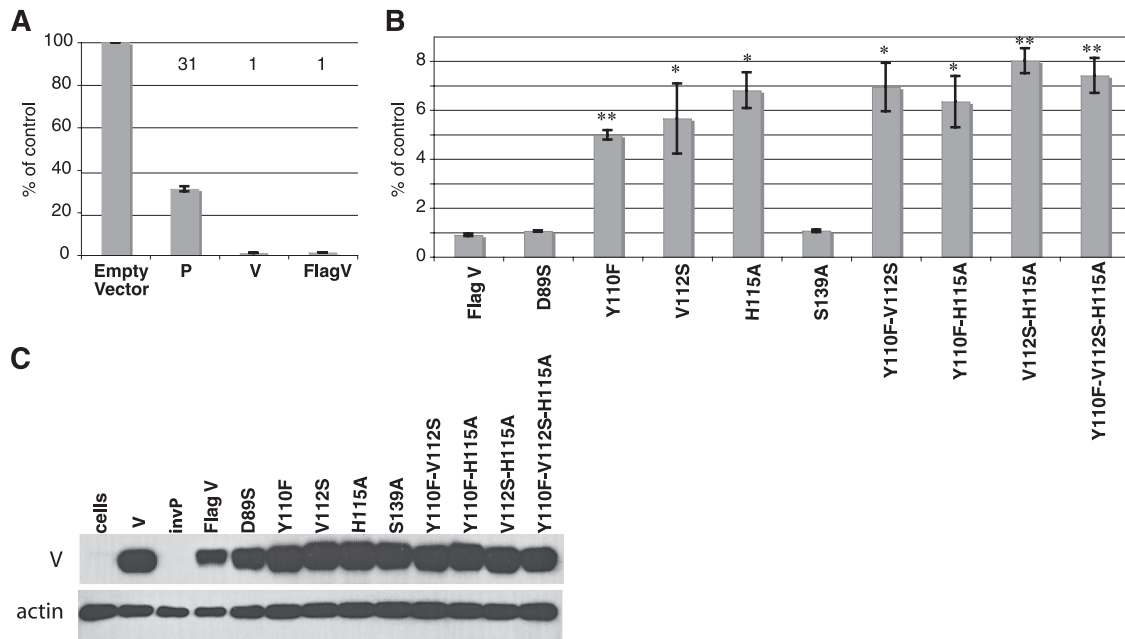 A
100
80
60
40
20
0
% of control
31 1 1
Empty Vector
P
V
FlagV
B
8
6
4
2
0
% of control
** * * * * ** **
Flag V
D89S
Y110F
V112S
H115A
S139A
Y110F-V112S
Y110F-H115A
V112S-H115A
Y110F-V112S-H115A
C
cells
V
invP
Flag V
D89S
Y110F
V112S
H115A
S139A
Y110F-V112S
Y110F-H115A
V112S-H115A
Y110F-V112S-H115A
V
actin